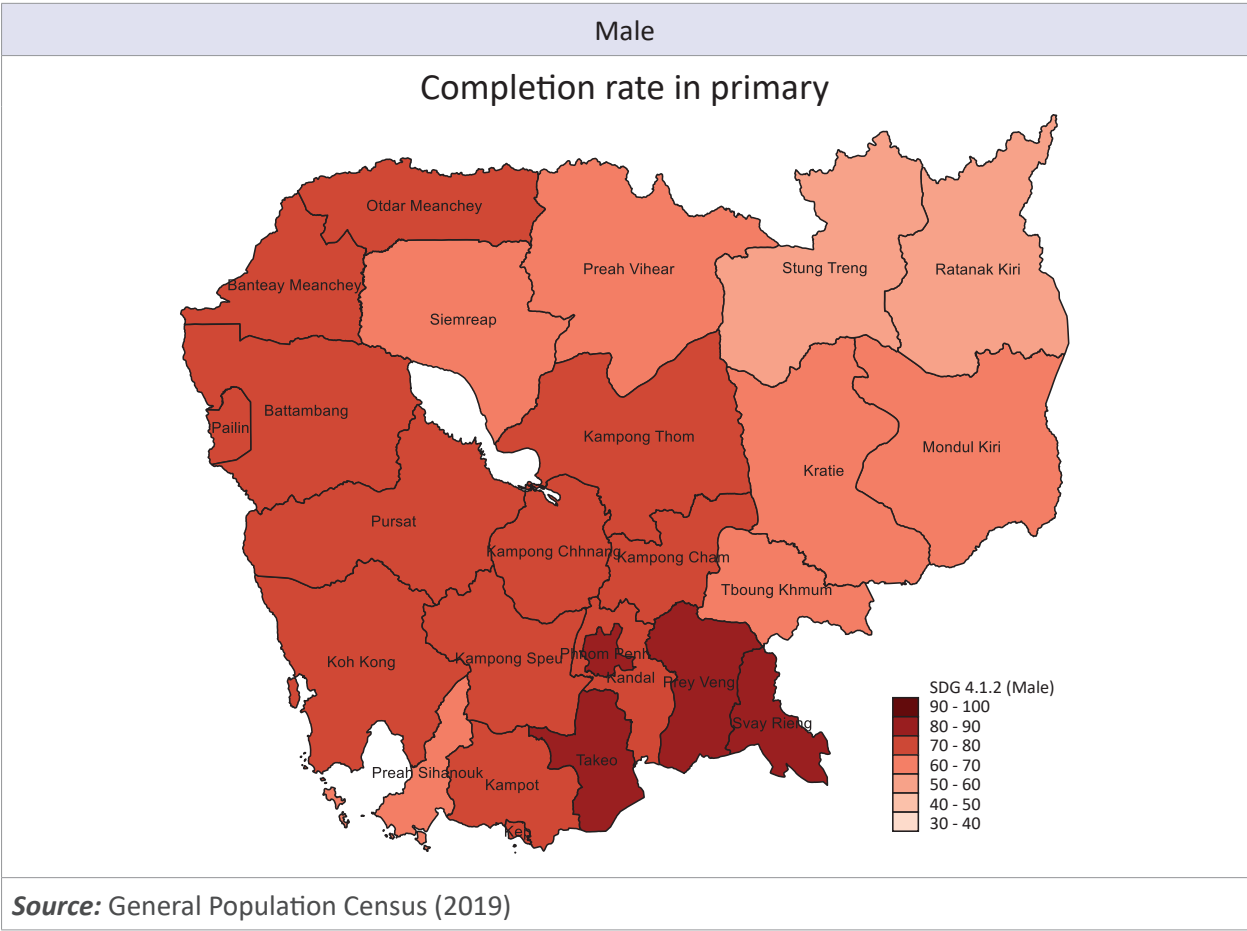 Male
Completion rate in primary
Otdar Meanchey
Preah Vihear
Stung Treng
Ratanak Kiri
Banteay Meanchey
Siemreap
Battambang
Pailin
Kampong Thom
Mondul Kiri
Kratie
Pursat
Kampong Chhnang
Kampong Cham
Tboung Khmum
Koh Kong
Kampong Speu
Phnom Penh
Kandal
Prey Veng
Svay Rieng
Takeo
Preah Sihanouk
Kampot
Kep
SDG 4.1.2 (Male)
90 - 100
80 - 90
70 - 80
60 - 70
50 - 60
40 - 50
30 - 40
Source: General Population Census (2019)